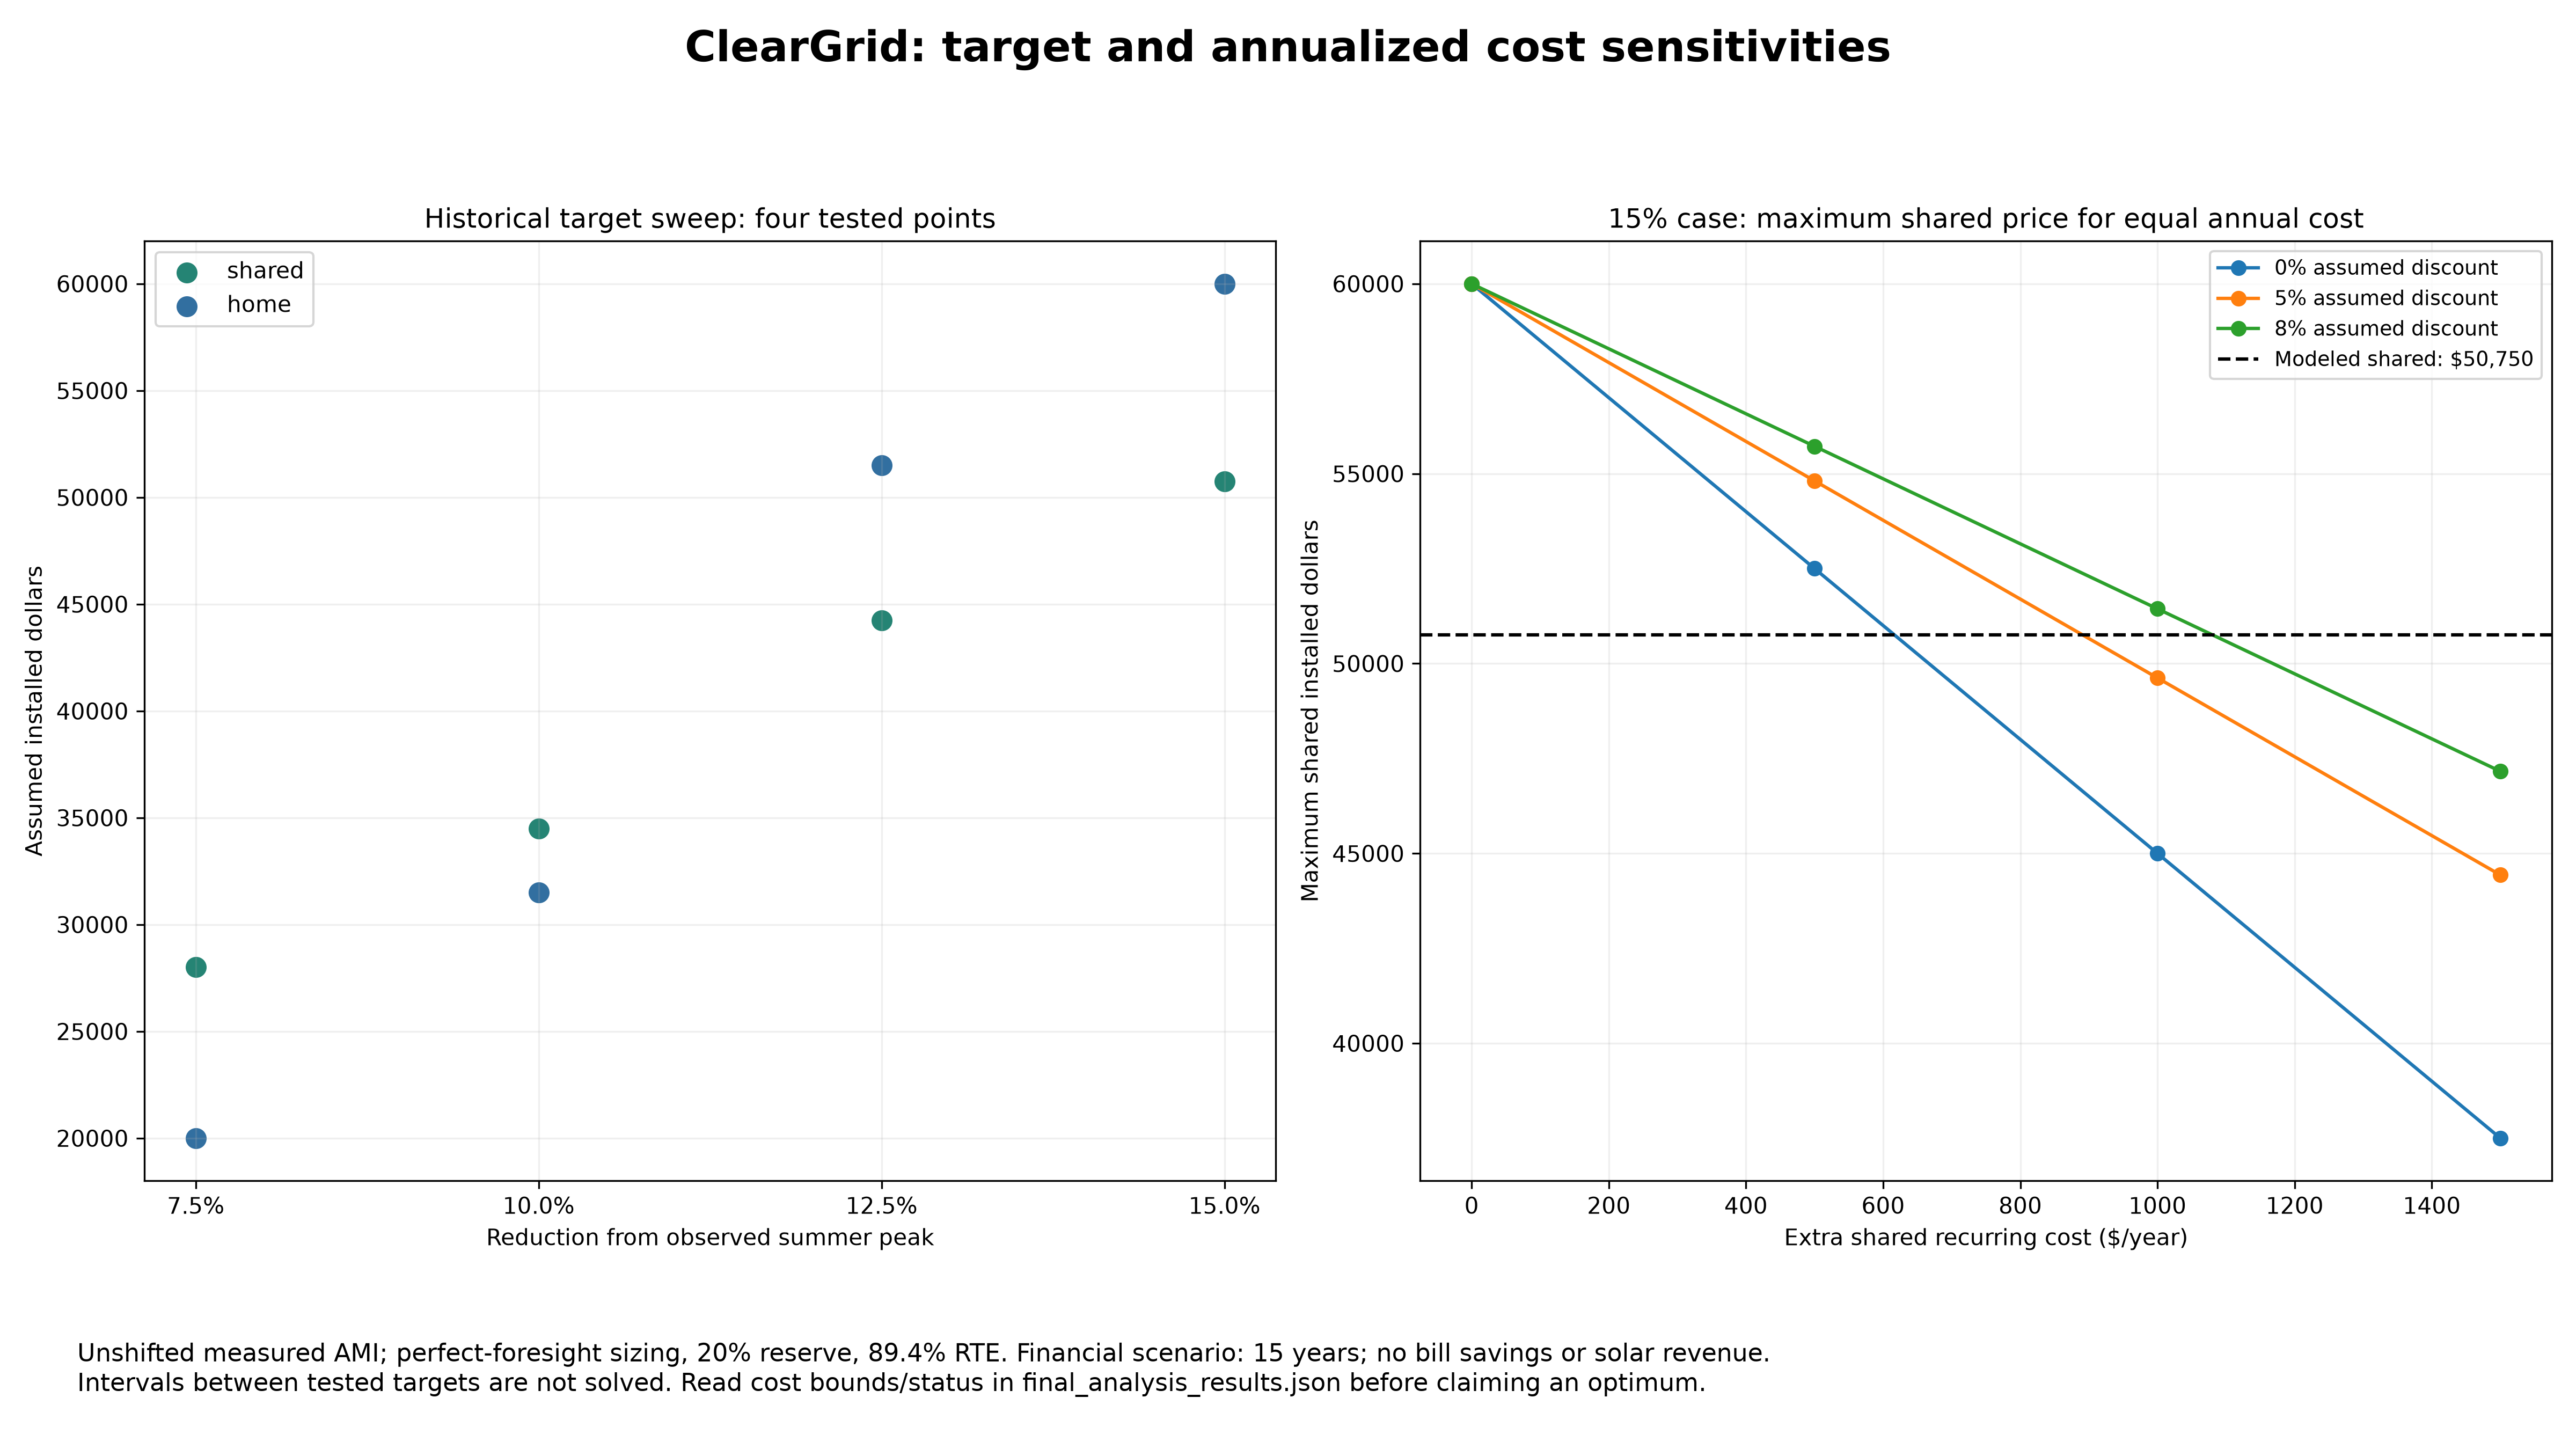 ClearGrid: target and annualized cost sensitivities
Historical target sweep: four tested points
shared
home
60000
55000
50000
45000
40000
35000
30000
25000
20000
Assumed installed dollars
7.5%
10.0%
12.5%
15.0%
Reduction from observed summer peak
15% case: maximum shared price for equal annual cost
0% assumed discount
5% assumed discount
8% assumed discount
Modeled shared: $50,750
60000
55000
50000
45000
40000
Maximum shared installed dollars
0
200
400
600
800
1000
1200
1400
Extra shared recurring cost ($/year)
Unshifted measured AMI; perfect-foresight sizing, 20% reserve, 89.4% RTE. Financial scenario: 15 years; no bill savings or solar revenue.
Intervals between tested targets are not solved. Read cost bounds/status in final_analysis_results.json before claiming an optimum.